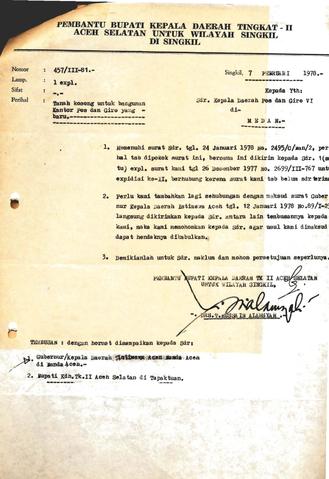 PEMBANTU BUPATI KEPALA DAERAH TINGKAT - II
ACEH SELATAN UNTUK WILAYAH SINGKIL
DI SINGKIL
Nomor : 457/III-81.-
Lamp. : 1 expl.
Sifat : -.-
Perihal : Tanah kosong untuk bangunan
Kantor pos dan Giro yang -
baru.-
Singkil, 7 PEBRUARI 1978.-
Kepada Yth:
Sdr. Kepala Daerah Pos dan Giro VI
di-
M E D A N.-
1. Memenuhi surat Sdr. tgl. 24 Januari 1978 No. 2495/C/man/2, per
hal tsb dipokok surat ini, bersama ini dikirim kepada Sdr. 1(sa
tu) expl. surat kami tgl 26 Desember 1977 No. 2699/III-767 un
expidisi ke-II, berhubung kerena surat kami tsb belum sdr terim
2. Perlu kami tambahkan lagi sehubungan dengan maksud surat Guber
nur Kepala Daerah Istimewa Aceh tgl. 12 Januari 1978 No.89/I-2
langsung dikirimkan kepada Sdr. antara lain tembusannya kepada
kami, maka kami memohonkan kepada Sdr. agar usul kami dimaksud
dapat hendaknya dikabulkan.
3. Demikianlah untuk Sdr. maklum dan mohon persetujuan seperlunya.
PEMBANTU BUPATI KEPALA DAERAH TK II ACEH SELATAN
UNTUK WILAYAH SINGKIL,
ALAMSYAH.-
TEMBUSAN : dengan hormat disampaikan kepada Sdr:
1. Gubernur/Kepala Daerah Istimewa Aceh
di Banda Aceh.-
2. Bupati Kdh.Tk.II Aceh Selatan di Tapaktuan.